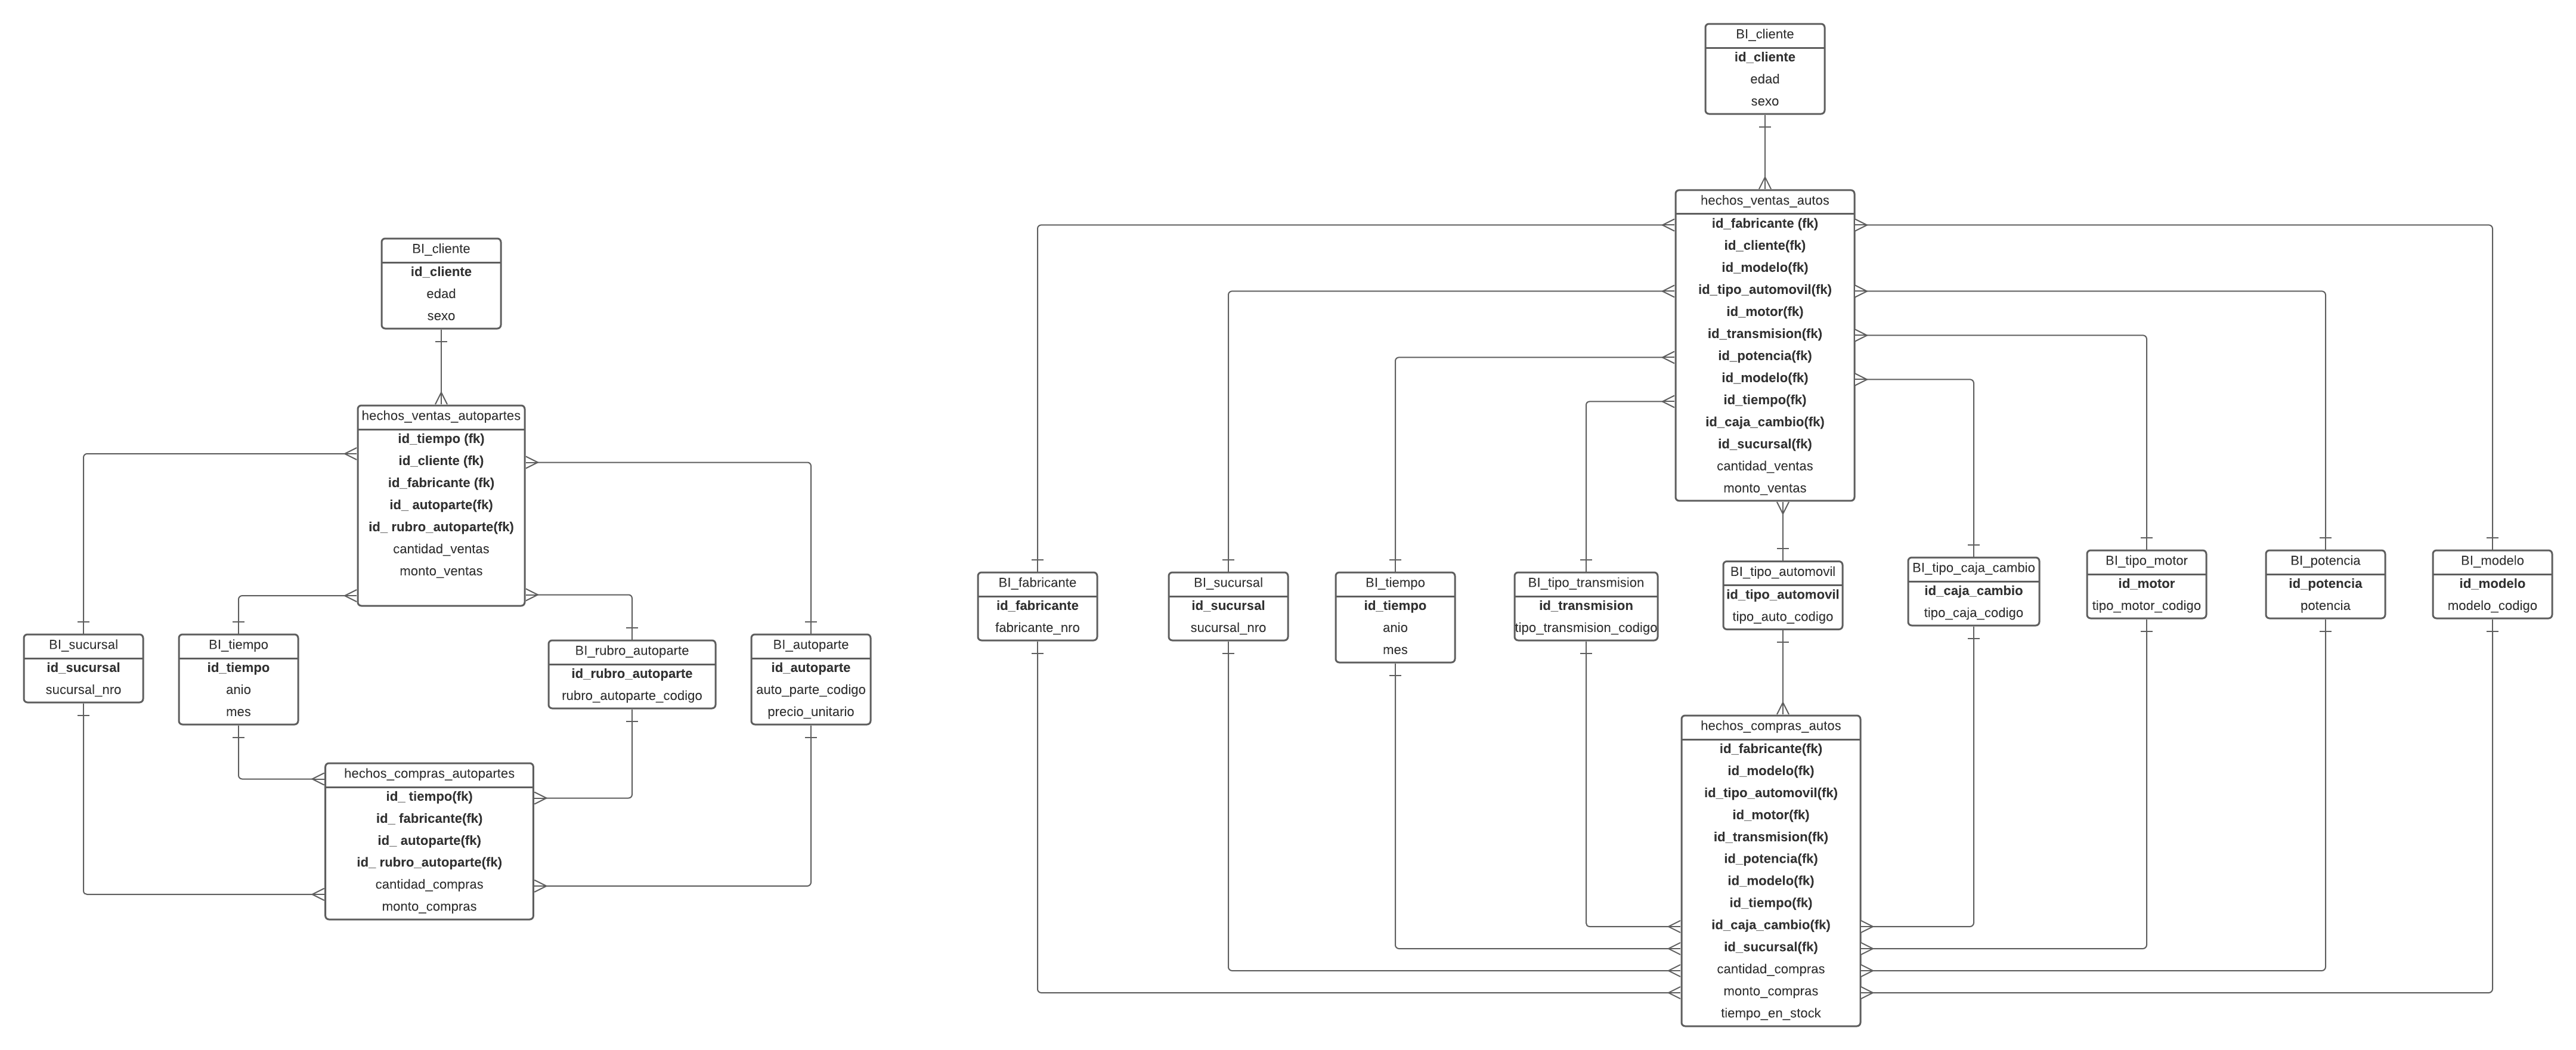 BI_cliente
id_cliente
edad
sexo
hechos_ventas_autopartes
id_tiempo (fk)
id_cliente (fk)
id_fabricante (fk)
id_ autoparte(fk)
id_ rubro_autoparte(fk)
cantidad_ventas
monto_ventas
BI_sucursal
id_sucursal
sucursal_nro
BI_tiempo
id_tiempo
anio
mes
BI_rubro_autoparte
id_rubro_autoparte
rubro_autoparte_codigo
BI_autoparte
id_autoparte
auto_parte_codigo
precio_unitario
hechos_compras_autopartes
id_ tiempo(fk)
id_ fabricante(fk)
id_ autoparte(fk)
id_ rubro_autoparte(fk)
cantidad_compras
monto_compras
BI_cliente
id_cliente
edad
sexo
hechos_ventas_autos
id_fabricante (fk)
id_cliente(fk)
id_modelo(fk)
id_tipo_automovil(fk)
id_motor(fk)
id_transmision(fk)
id_potencia(fk)
id_modelo(fk)
id_tiempo(fk)
id_caja_cambio(fk)
id_sucursal(fk)
cantidad_ventas
monto_ventas
BI_fabricante
id_fabricante
fabricante_nro
BI_sucursal
id_sucursal
sucursal_nro
BI_tiempo
id_tiempo
anio
mes
BI_tipo_transmision
id_transmision
tipo_transmision_codigo
BI_tipo_automovil
id_tipo_automovil
tipo_auto_codigo
BI_tipo_caja_cambio
id_caja_cambio
tipo_caja_codigo
BI_tipo_motor
id_motor
tipo_motor_codigo
BI_potencia
id_potencia
potencia
BI_modelo
id_modelo
modelo_codigo
hechos_compras_autos
id_fabricante(fk)
id_modelo(fk)
id_tipo_automovil(fk)
id_motor(fk)
id_transmision(fk)
id_potencia(fk)
id_modelo(fk)
id_tiempo(fk)
id_caja_cambio(fk)
id_sucursal(fk)
cantidad_compras
monto_compras
tiempo_en_stock